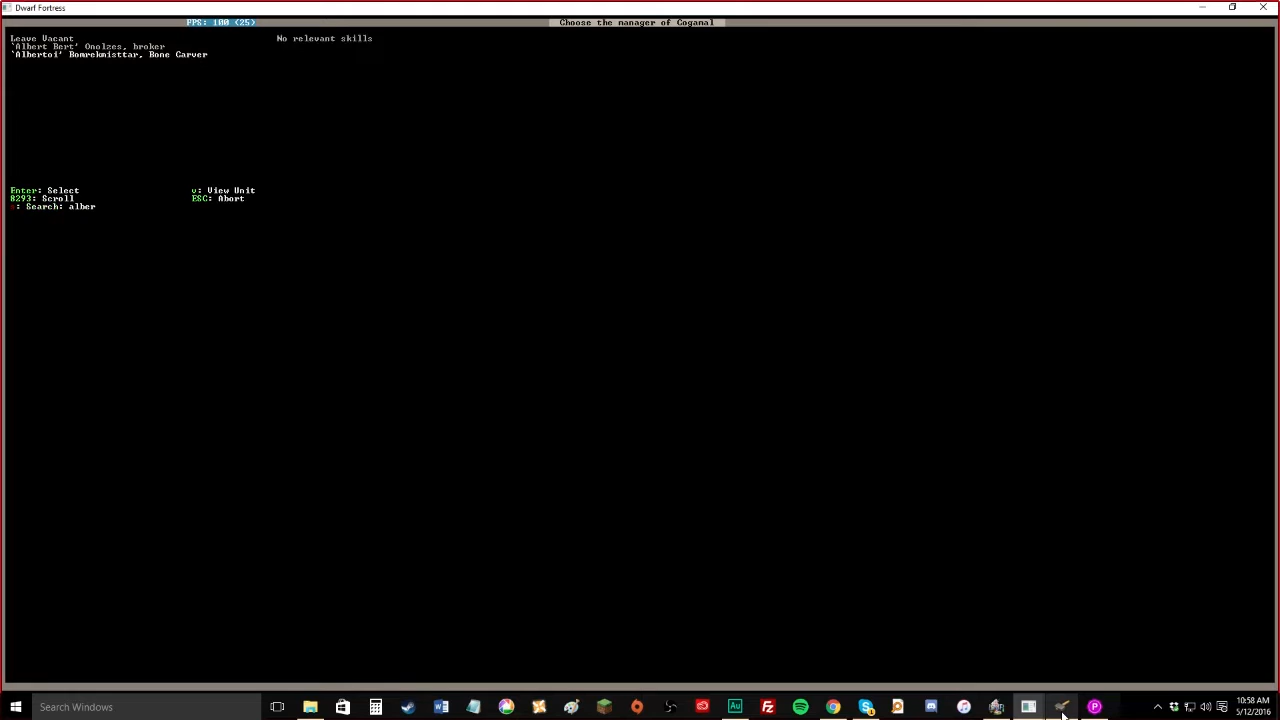 Dwarf Fortress
FPS: 100 (25)
Choose the manager of Coganal
Leave Vacant
No relevant skills
`Albert Bert' Onolzes, broker
`Albertoi' Bomrekmisttar, Bone Carver
Enter: Select
v: View Unit
8293: Scroll
ESC: Abort
s: Search: alber
Search Windows
10:58 AM
5/12/2016